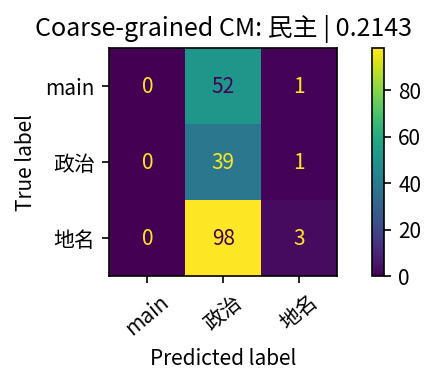 Coarse-grained CM: 民主 | 0.2143
True label
main 0 52 1
政治 0 39 1
地名 0 98 3
main 政治 地名
Predicted label
80
60
40
20
0